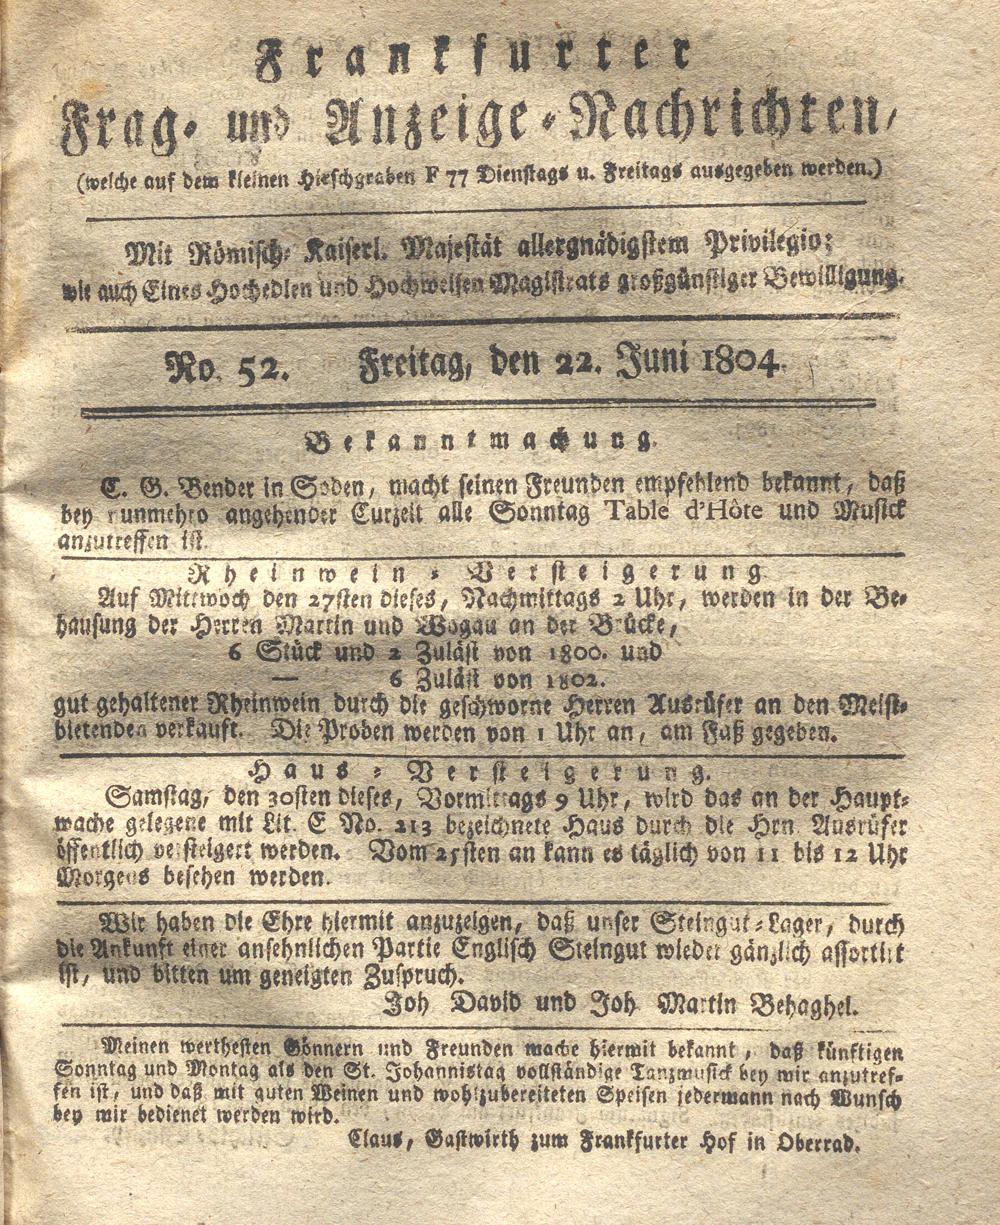 Frankfurter
Frag- und Anzeige-Nachrichten,
(welche auf dem kleinen Hirschgraben F 77 Dienstags u. Freitags ausgegeben werden.)
Mit Römisch- Kaiserl. Majestät allergnädigstem Privilegio;
wie auch Eines Hochedlen und Hochweisen Magistrats großgünstiger Bewilligung.
No. 52. Freitag, den 22. Juni 1804.
Bekanntmachung.
C. G. Bender in Soden, macht seinen Freunden empfehlend bekannt, daß
bey nunmehro angehender Curzeit alle Sonntag Table d'Hôte und Musick
anzutreffen ist.
Rheinwein-Versteigerung
Auf Mittwoch den 27sten dieses, Nachmittags 2 Uhr, werden in der Be-
hausung der Herren Martin und Wogau an der Brücke,
6 Stück und 2 Zuläst von 1800. und
— 6 Zuläst von 1802.
gut gehaltener Rheinwein durch die geschworne Herren Ausrüfer an den Meist-
bietenden verkauft. Die Proben werden von 1 Uhr an, am Faß gegeben.
Haus-Versteigerung.
Samstag, den 30sten dieses, Vormittags 9 Uhr, wird das an der Haupt-
wache gelegene mit Lit. E No. 213 bezeichnete Haus durch die Hrn. Ausrüfer
öffentlich versteigert werden. Vom 25sten an kann es täglich von 11 bis 12 Uhr
Morgens besehen werden.
Wir haben die Ehre hiermit anzuzeigen, daß unser Steingut-Lager, durch
die Ankunft einer ansehnlichen Partie Englisch Steingut wieder gänzlich assortirt
ist, und bitten um geneigten Zuspruch.
Joh David und Joh Martin Behaghel.
Meinen werthesten Gönnern und Freunden mache hiermit bekannt, daß künftigen
Sonntag und Montag als den St. Johannistag vollständige Tanzmusick bey mir anzutref-
fen ist, und daß mit guten Weinen und wohlzubereiteten Speisen jedermann nach Wunsch
bey mir bedienet werden wird.
Claus, Gastwirth zum Frankfurter Hof in Oberrad.